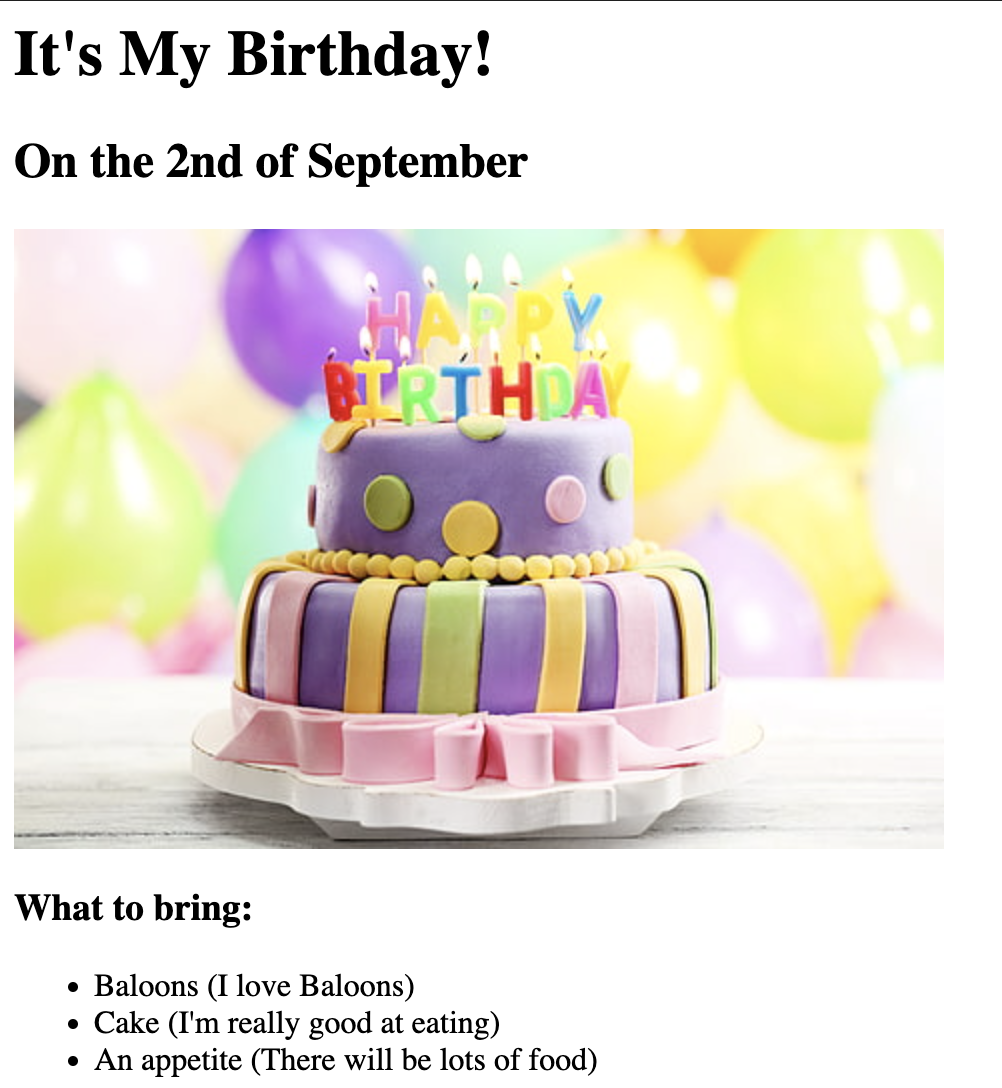 It's My Birthday!
On the 2nd of September
HAPPY
BIRTHDAY
What to bring:
Baloons (I love Baloons)
Cake (I'm really good at eating)
An appetite (There will be lots of food)